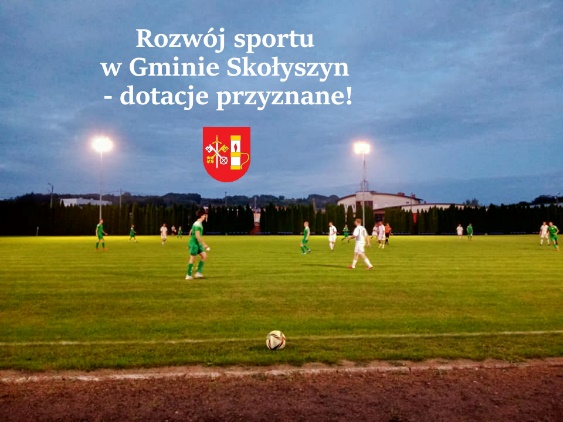 Rozwój sportu
w Gminie Skołyszyn
- dotacje przyznane!